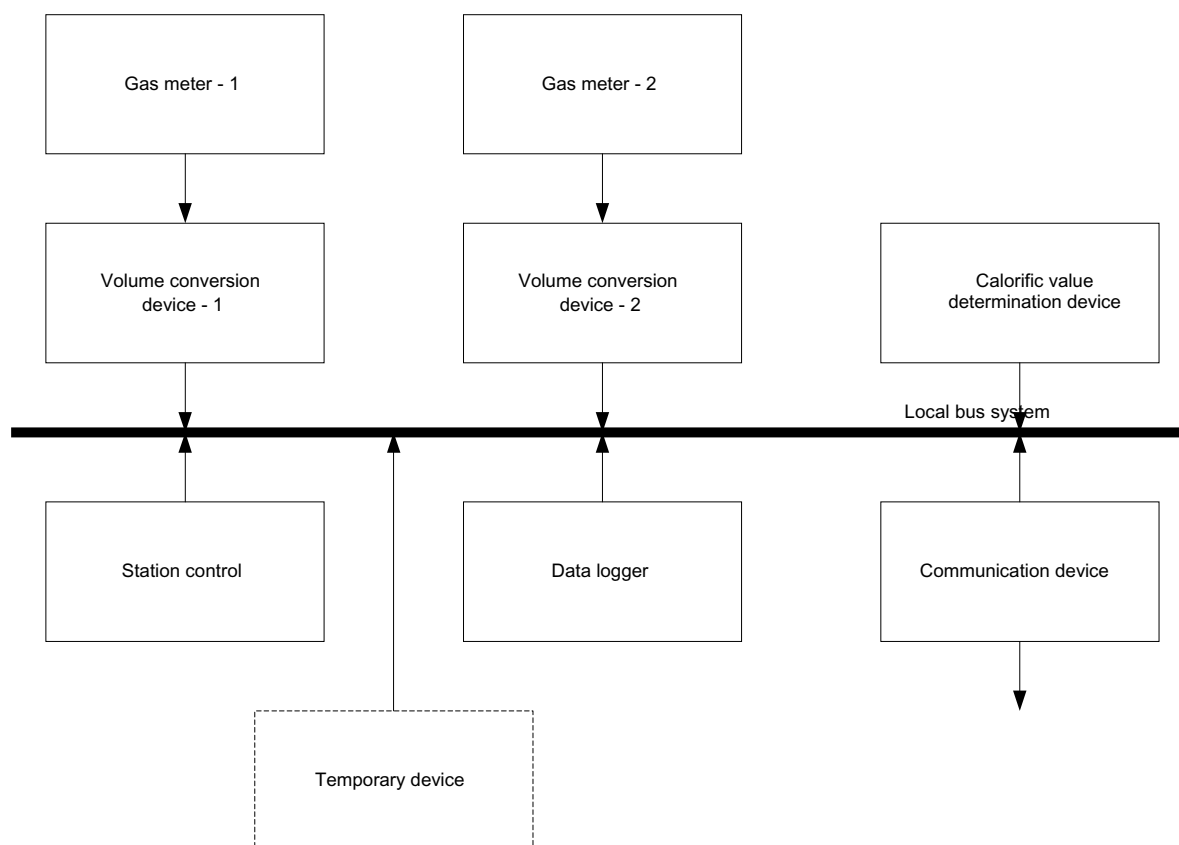 Gas meter - 1
Gas meter - 2
Volume conversion
device - 1
Volume conversion
device - 2
Calorific value
determination device
Local bus system
Station control
Data logger
Communication device
Temporary device